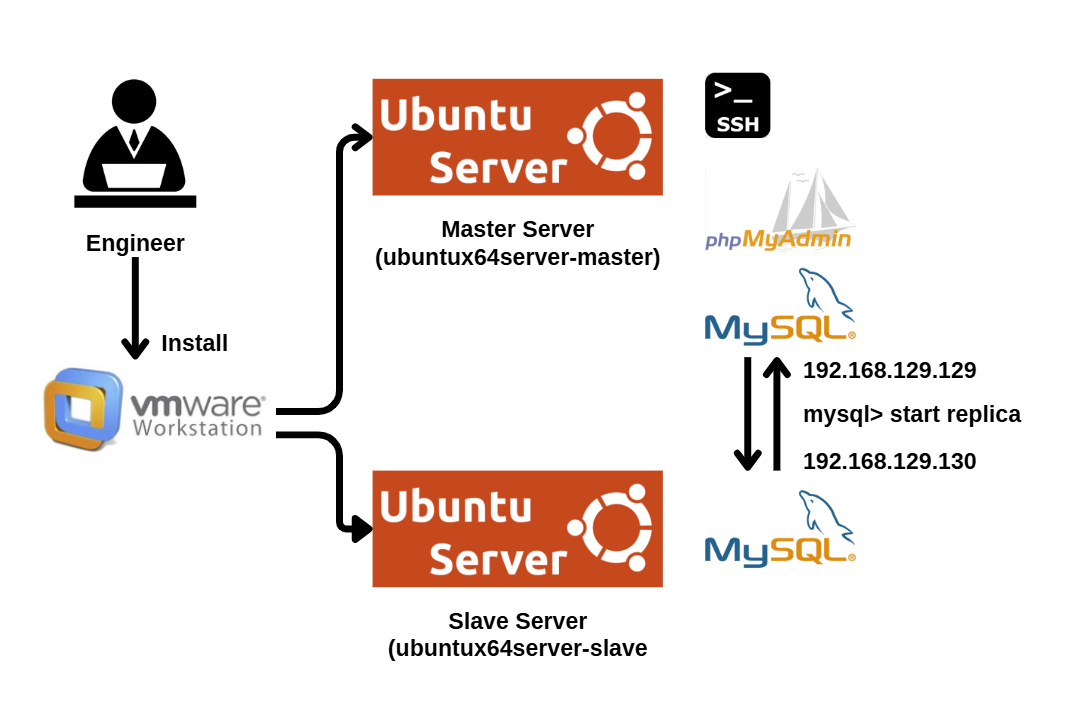 Engineer
Install
vmware®
Workstation
Ubuntu
Server
Master Server
(ubuntux64server-master)
Ubuntu
Server
Slave Server
(ubuntux64server-slave
>_
SSH
phpMyAdmin
MySQL®
192.168.129.129
mysql> start replica
192.168.129.130
MySQL®